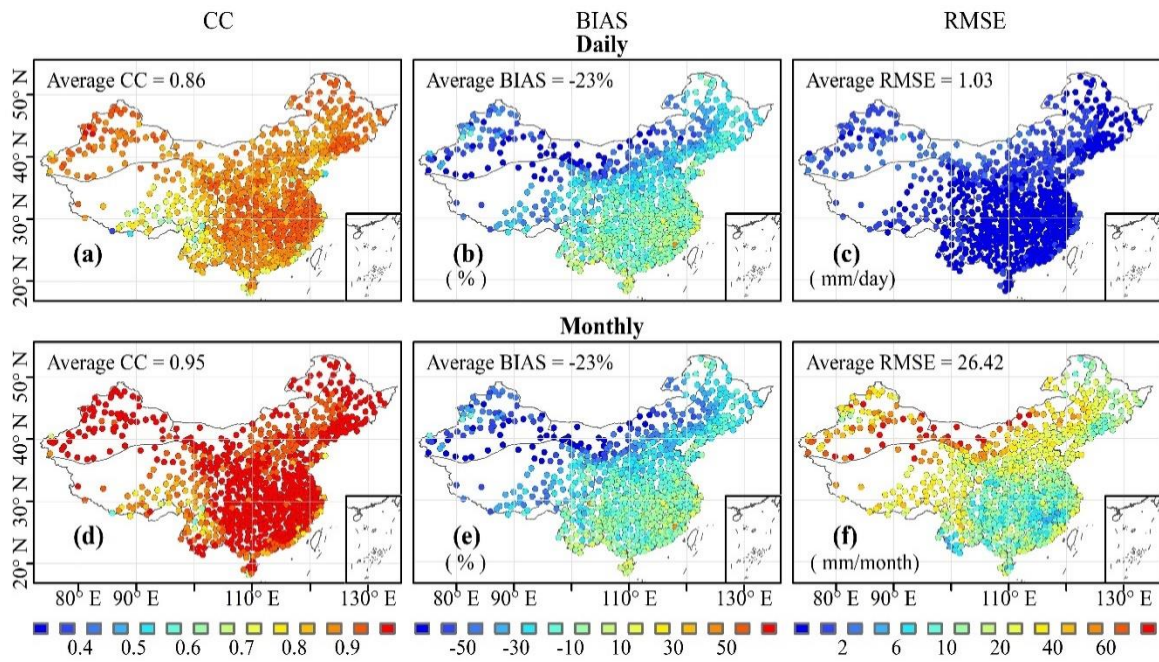 CC BIAS RMSE
Daily
50° N
40° N
30° N
20° N
Average CC = 0.86
(a)
Average BIAS = -23%
(b)
( % )
Average RMSE = 1.03
(c)
( mm/day)
Monthly
50° N
40° N
30° N
20° N
Average CC = 0.95
(d)
Average BIAS = -23%
(e)
( % )
Average RMSE = 26.42
(f)
( mm/month)
80° E 90° E 110° E 130° E 80° E 90° E 110° E 130° E 80° E 90° E 110° E 130° E
0.4 0.5 0.6 0.7 0.8 0.9 -50 -30 -10 10 30 50 2 6 10 20 40 60